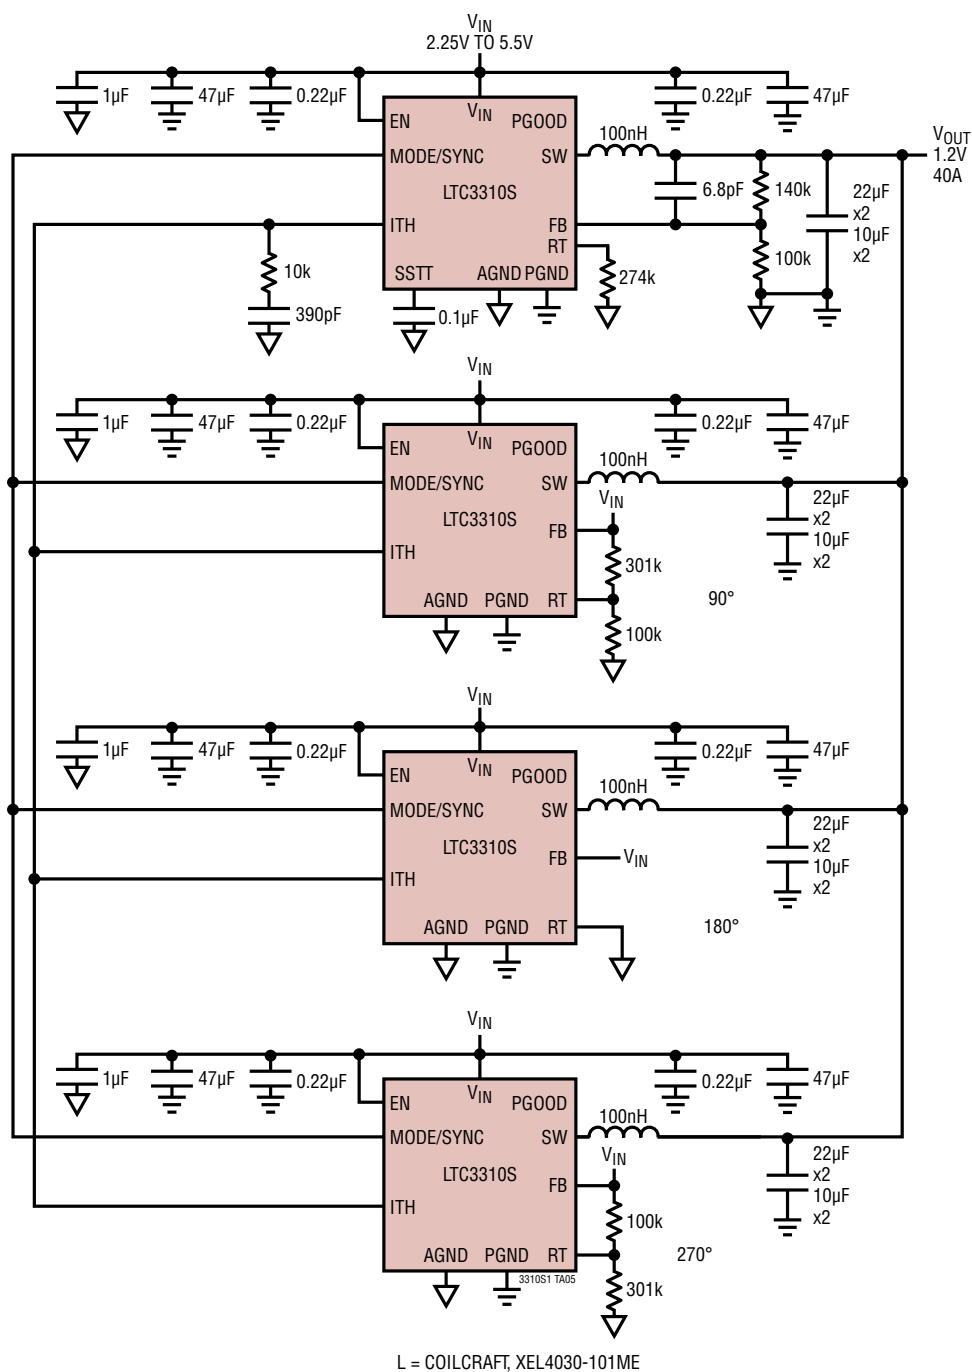 VIN
2.25V TO 5.5V
1µF
47µF
0.22µF
0.22µF
47µF
EN
VIN
PGOOD
100nH
VOUT
1.2V
40A
MODE/SYNC
SW
LTC3310S
6.8pF
140k
22µF
x2
10µF
x2
ITH
FB
RT
10k
100k
SSTT
AGND
PGND
274k
390pF
0.1µF
VIN
1µF
47µF
0.22µF
0.22µF
47µF
EN
VIN
PGOOD
100nH
MODE/SYNC
SW
VIN
22µF
x2
10µF
x2
LTC3310S
FB
ITH
301k
AGND
PGND
RT
90°
100k
VIN
1µF
47µF
0.22µF
0.22µF
47µF
EN
VIN
PGOOD
100nH
MODE/SYNC
SW
22µF
x2
10µF
x2
LTC3310S
FB
VIN
ITH
AGND
PGND
RT
180°
VIN
1µF
47µF
0.22µF
0.22µF
47µF
EN
VIN
PGOOD
100nH
MODE/SYNC
SW
VIN
22µF
x2
10µF
x2
LTC3310S
FB
ITH
100k
AGND
PGND
RT
270°
3310S1 TA05
301k
L = COILCRAFT, XEL4030-101ME